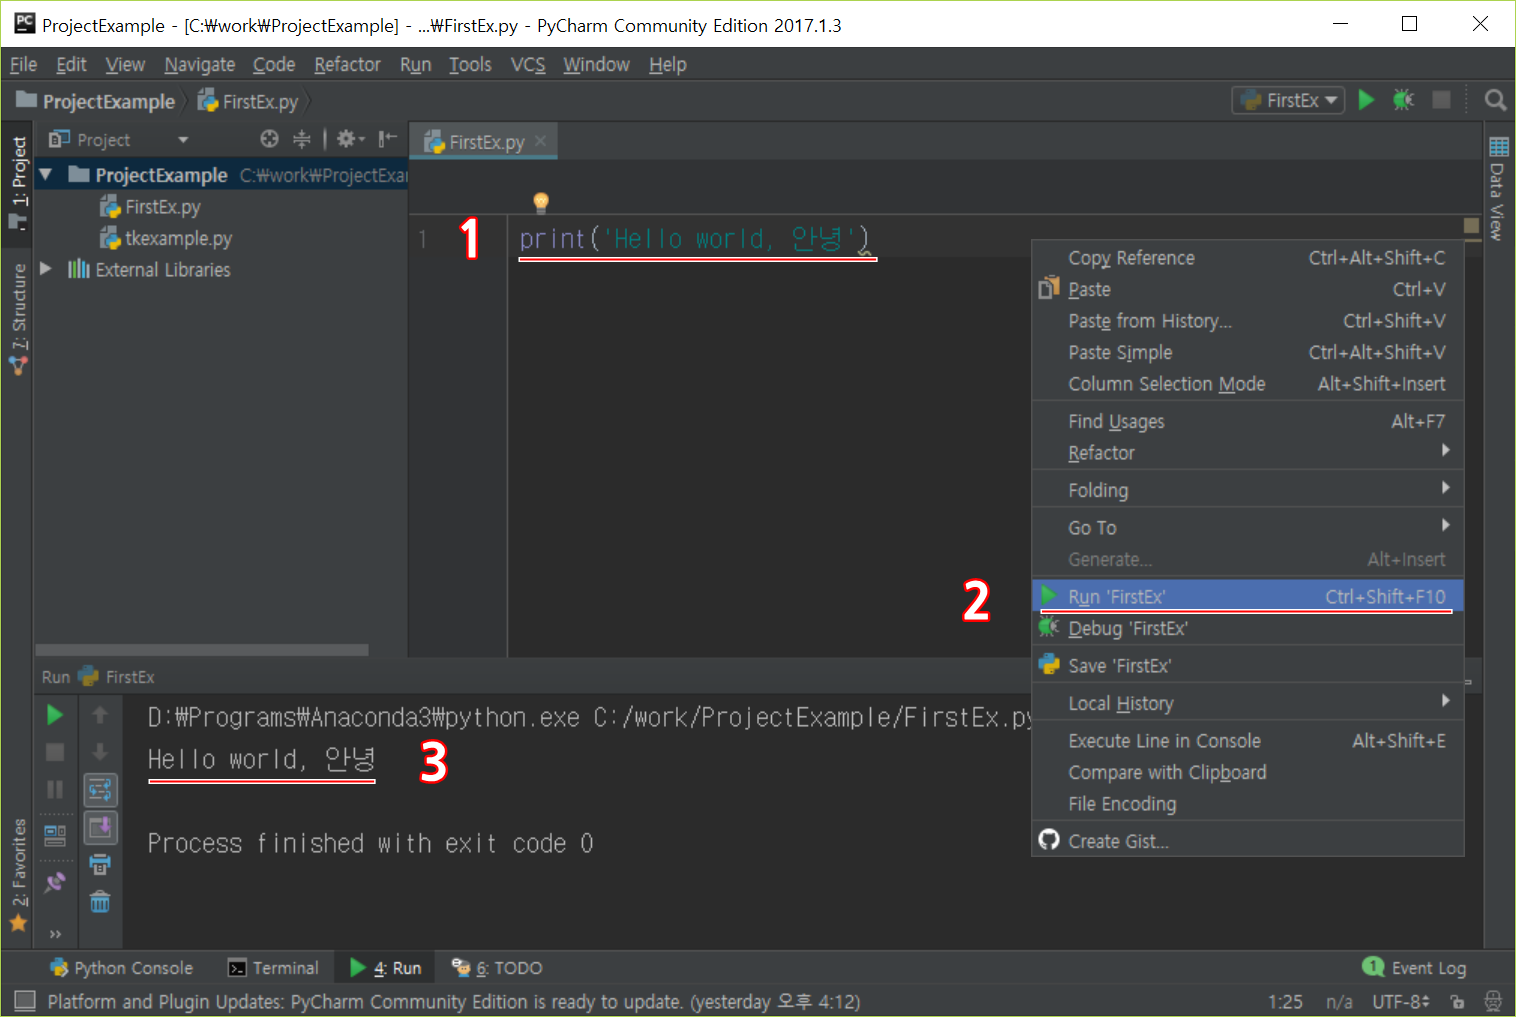 PC ProjectExample - [C:₩work₩ProjectExample] - ...₩FirstEx.py - PyCharm Community Edition 2017.1.3
File Edit View Navigate Code Refactor Run Tools VCS Window Help
ProjectExample FirstEx.py FirstEx
1: Project
7: Structure
2: Favorites
Project
ProjectExample C:₩work₩ProjectExa
FirstEx.py
tkexample.py
External Libraries
FirstEx.py
1 1 print('Hello world, 안녕')
Data View
Copy Reference Ctrl+Alt+Shift+C
Paste Ctrl+V
Paste from History... Ctrl+Shift+V
Paste Simple Ctrl+Alt+Shift+V
Column Selection Mode Alt+Shift+Insert
Find Usages Alt+F7
Refactor
Folding
Go To
Generate... Alt+Insert
2 Run 'FirstEx' Ctrl+Shift+F10
Debug 'FirstEx'
Save 'FirstEx'
Local History
Execute Line in Console Alt+Shift+E
Compare with Clipboard
File Encoding
Create Gist...
Run FirstEx
D:₩Programs₩Anaconda3₩python.exe C:/work/ProjectExample/FirstEx.py
Hello world, 안녕 3
Process finished with exit code 0
Python Console Terminal 4: Run 6: TODO 1 Event Log
Platform and Plugin Updates: PyCharm Community Edition is ready to update. (yesterday 오후 4:12) 1:25 n/a UTF-8